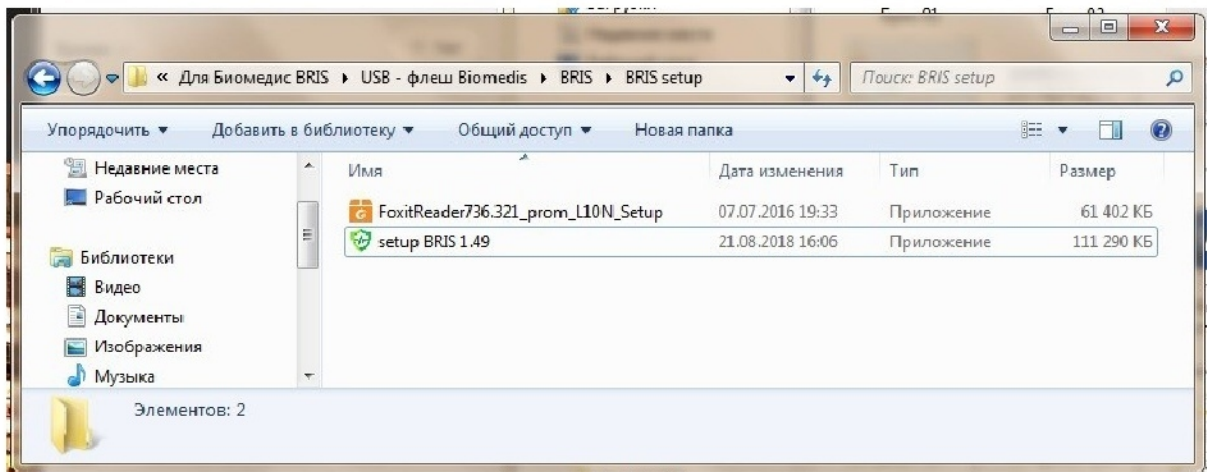 « Для Биомедис BRIS ▸ USB - флеш Biomedis ▸ BRIS ▸ BRIS setup
Поиск: BRIS setup
Упорядочить ▼ Добавить в библиотеку ▼ Общий доступ ▼ Новая папка
Недавние места
Рабочий стол
Библиотеки
Видео
Документы
Изображения
Музыка
Имя Дата изменения Тип Размер
FoxitReader736.321_prom_L10N_Setup 07.07.2016 19:33 Приложение 61 402 КБ
setup BRIS 1.49 21.08.2018 16:06 Приложение 111 290 КБ
Элементов: 2